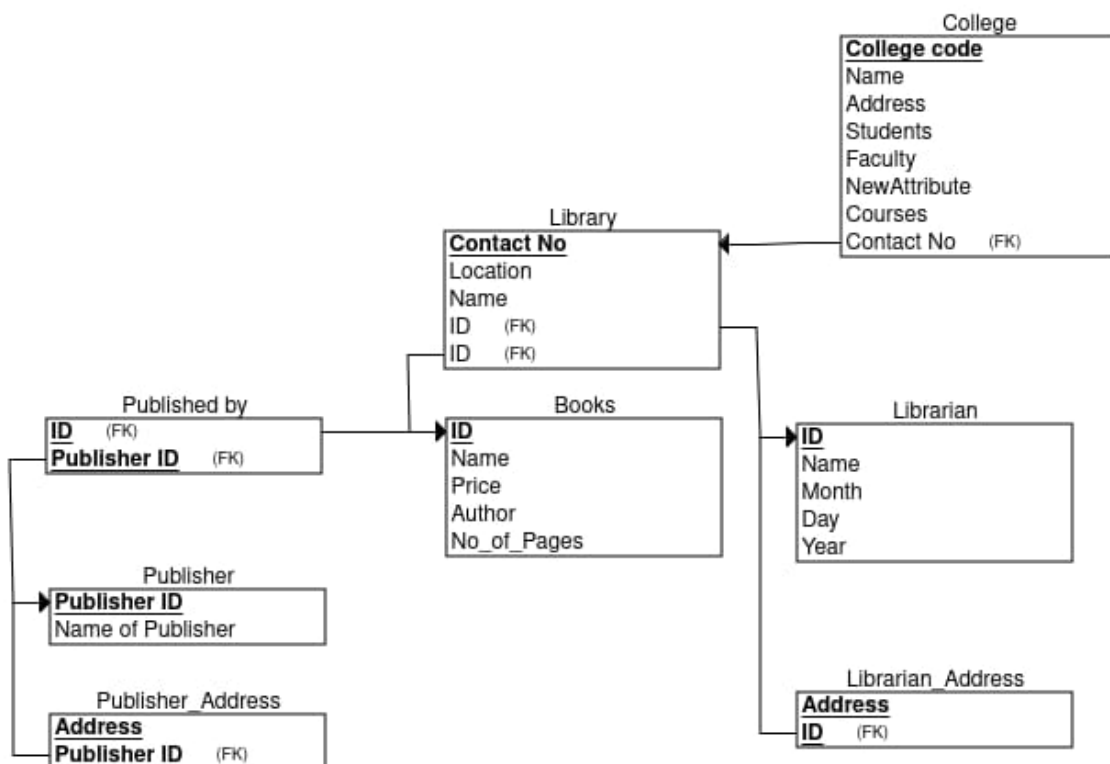 College
College code
Name
Address
Students
Faculty
NewAttribute
Courses
Contact No (FK)
Library
Contact No
Location
Name
ID (FK)
ID (FK)
Published by
ID (FK)
Publisher ID (FK)
Books
ID
Name
Price
Author
No_of_Pages
Librarian
ID
Name
Month
Day
Year
Publisher
Publisher ID
Name of Publisher
Publisher_Address
Address
Publisher ID (FK)
Librarian_Address
Address
ID (FK)